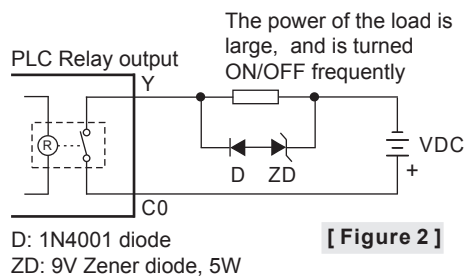 The power of the load is
large, and is turned
ON/OFF frequently
PLC Relay output
Y
R
D ZD
VDC
+
C0
D: 1N4001 diode
[ Figure 2 ]
ZD: 9V Zener diode, 5W